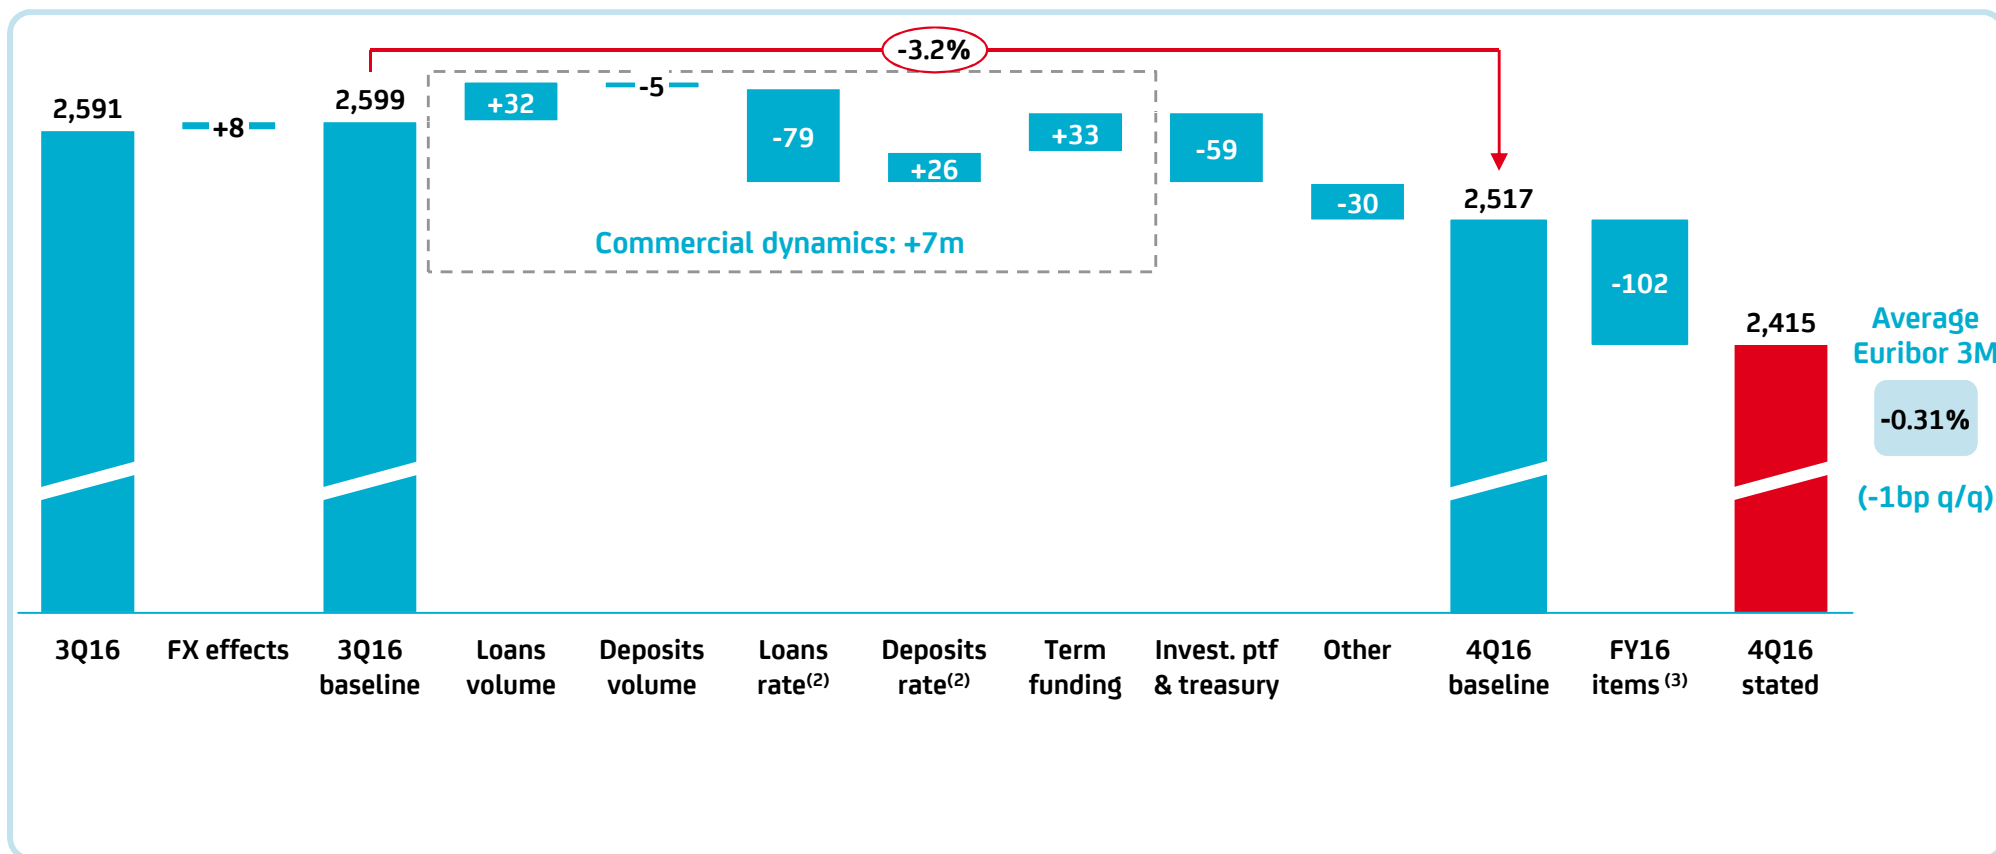 -3.2%
2,591
+8
2,599
+32
-5
-79
+26
+33
-59
-30
2,517
-102
2,415
Commercial dynamics: +7m
Average
Euribor 3M
-0.31%
(-1bp q/q)
3Q16
FX effects
3Q16
baseline
Loans
volume
Deposits
volume
Loans
rate(2)
Deposits
rate(2)
Term
funding
Invest. ptf
& treasury
Other
4Q16
baseline
FY16
items (3)
4Q16
stated